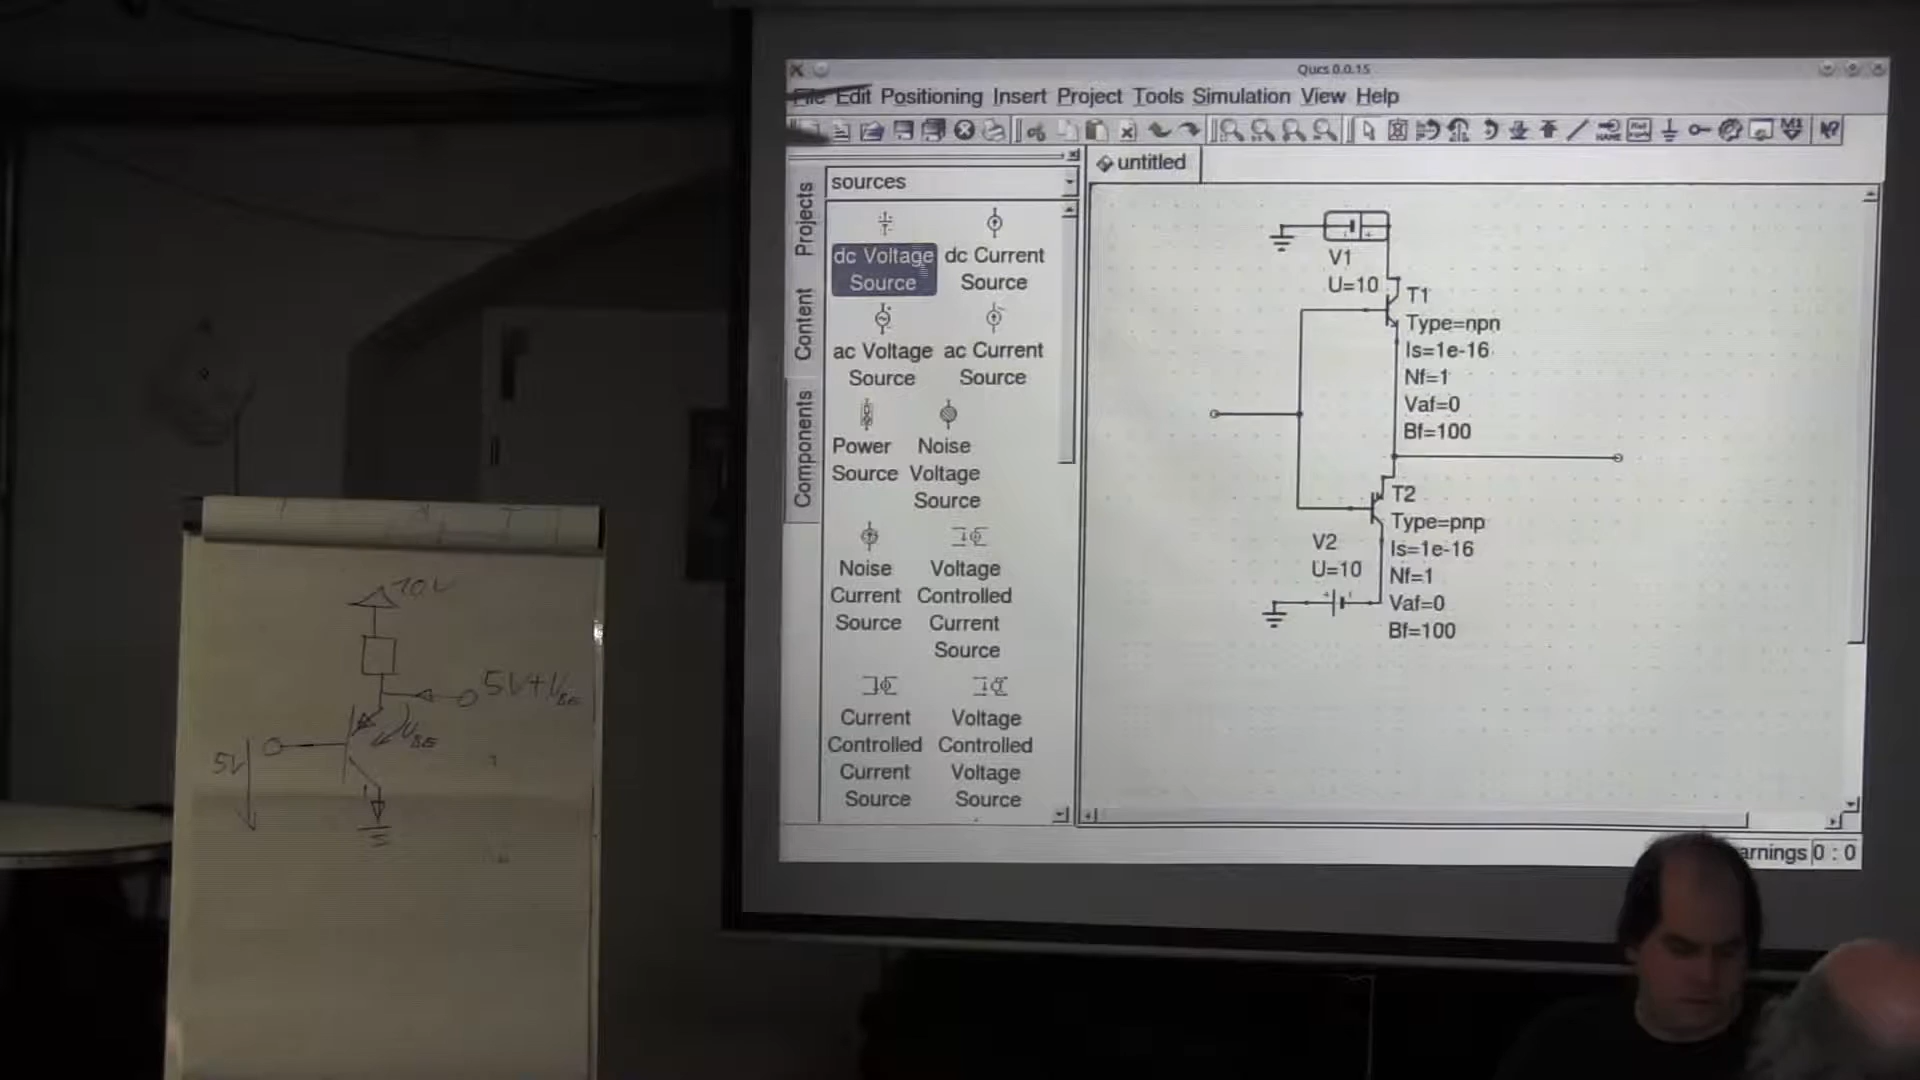 Qucs 0.0.15
File Edit Positioning Insert Project Tools Simulation View Help
untitled
Projects
Content
Components
sources
dc Voltage
Source
dc Current
Source
ac Voltage
Source
ac Current
Source
Power
Source
Noise
Voltage
Source
Noise
Current
Source
Voltage
Controlled
Current
Source
Current
Controlled
Current
Source
Voltage
Controlled
Voltage
Source
V1
U=10
T1
Type=npn
Is=1e-16
Nf=1
Vaf=0
Bf=100
T2
Type=pnp
Is=1e-16
Nf=1
Vaf=0
Bf=100
V2
U=10
arnings 0 : 0
10V
5V+UBE
UBE
5V